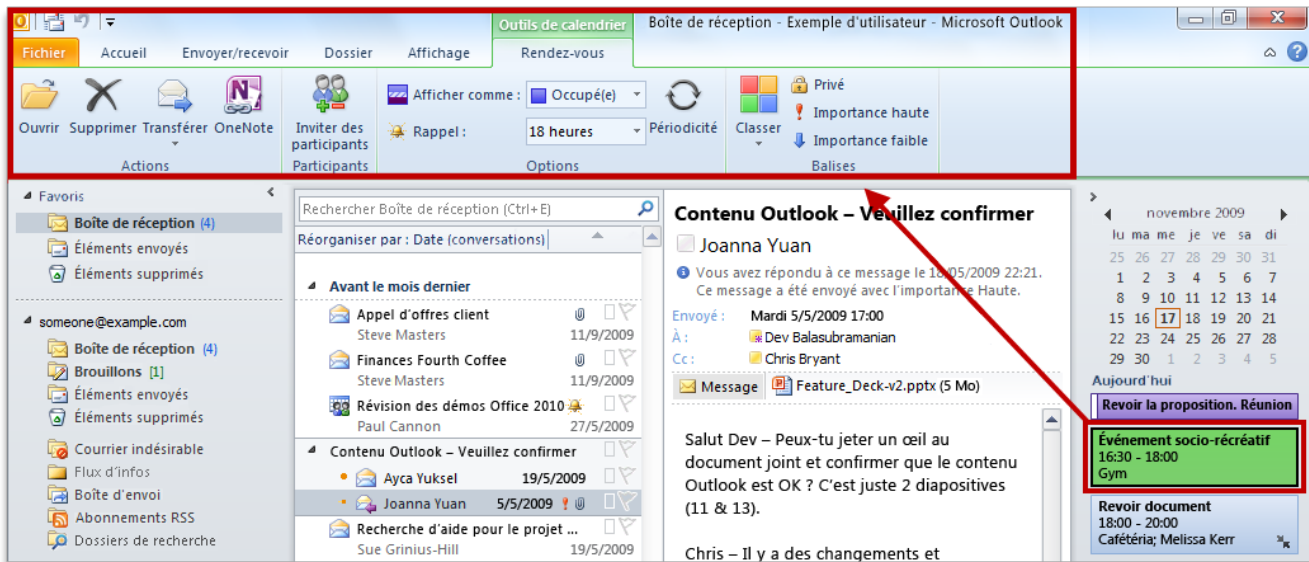 Outils de calendrier
Boîte de réception - Exemple d'utilisateur - Microsoft Outlook
Fichier Accueil Envoyer/recevoir Dossier Affichage Rendez-vous
Ouvrir Supprimer Transférer OneNote
Actions
Inviter des
participants
Participants
Afficher comme : Occupé(e)
Rappel : 18 heures
Périodicité
Options
Classer
Privé
Importance haute
Importance faible
Balises
Favoris
Boîte de réception (4)
Éléments envoyés
Éléments supprimés
someone@example.com
Boîte de réception (4)
Brouillons [1]
Éléments envoyés
Éléments supprimés
Courrier indésirable
Flux d'infos
Boîte d'envoi
Abonnements RSS
Dossiers de recherche
Rechercher Boîte de réception (Ctrl+E)
Réorganiser par : Date (conversations)
Avant le mois dernier
Appel d'offres client
Steve Masters 11/9/2009
Finances Fourth Coffee
Steve Masters 11/9/2009
Révision des démos Office 2010
Paul Cannon 27/5/2009
Contenu Outlook – Veuillez confirmer
Ayca Yuksel 19/5/2009
Joanna Yuan 5/5/2009
Recherche d'aide pour le projet ...
Sue Grinius-Hill 19/5/2009
Contenu Outlook – Veuillez confirmer
Joanna Yuan
Vous avez répondu à ce message le 18/05/2009 22:21.
Ce message a été envoyé avec l'importance Haute.
Envoyé : Mardi 5/5/2009 17:00
À : Dev Balasubramanian
Cc : Chris Bryant
Message Feature_Deck-v2.pptx (5 Mo)
Salut Dev – Peux-tu jeter un œil au
document joint et confirmer que le contenu
Outlook est OK ? C'est juste 2 diapositives
(11 & 13).
Chris – Il y a des changements et
novembre 2009
lu ma me je ve sa di
25 26 27 28 29 30 31
1 2 3 4 5 6 7
8 9 10 11 12 13 14
15 16 17 18 19 20 21
22 23 24 25 26 27 28
29 30 1 2 3 4 5
Aujourd'hui
Revoir la proposition. Réunion
Événement socio-récréatif
16:30 - 18:00
Gym
Revoir document
18:00 - 20:00
Cafétéria; Melissa Kerr